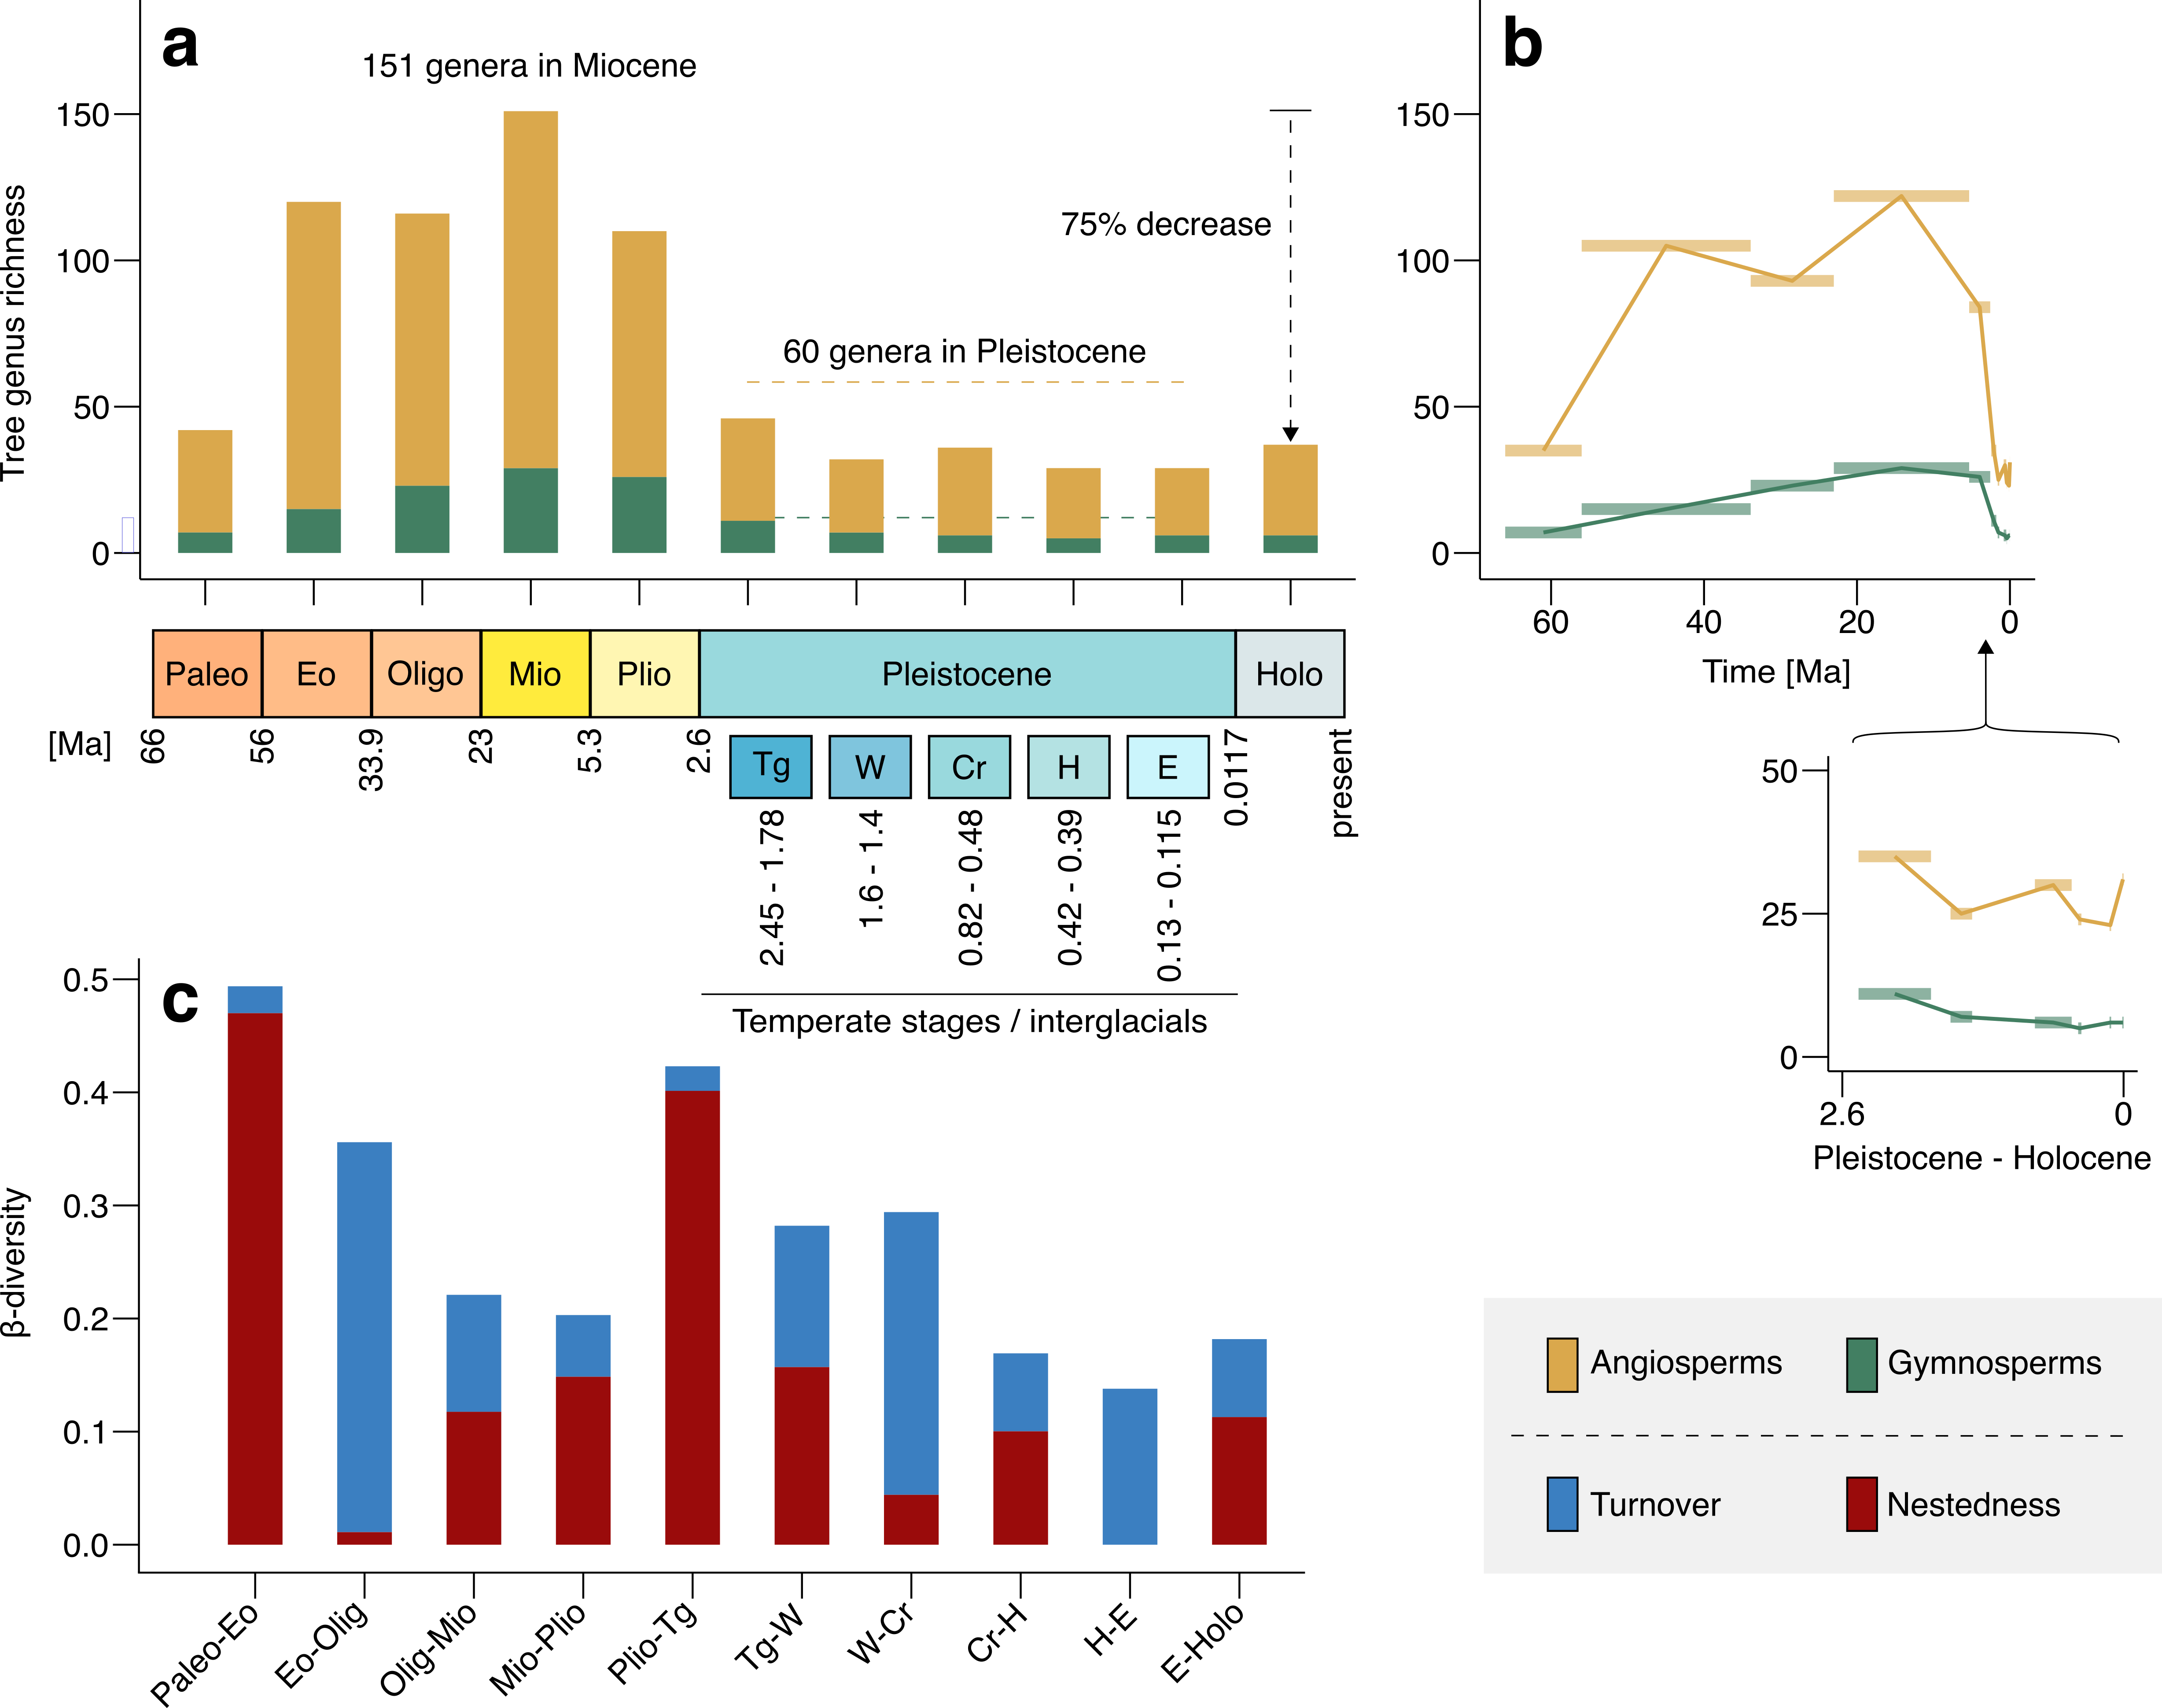 a
151 genera in Miocene
150
100
50
0
Tree genus richness
75% decrease
60 genera in Pleistocene
Paleo Eo Oligo Mio Plio Pleistocene Holo
[Ma] 66 56 33.9 23 5.3 2.6 0.0117 present
Tg W Cr H E
2.45 - 1.78 1.6 - 1.4 0.82 - 0.48 0.42 - 0.39 0.13 - 0.115
Temperate stages / interglacials
b
150
100
50
0
60 40 20 0
Time [Ma]
50
25
0
2.6 0
Pleistocene - Holocene
c
0.5
0.4
0.3
0.2
0.1
0.0
β-diversity
Paleo-Eo Eo-Olig Olig-Mio Mio-Plio Plio-Tg Tg-W W-Cr Cr-H H-E E-Holo
Angiosperms Gymnosperms
Turnover Nestedness